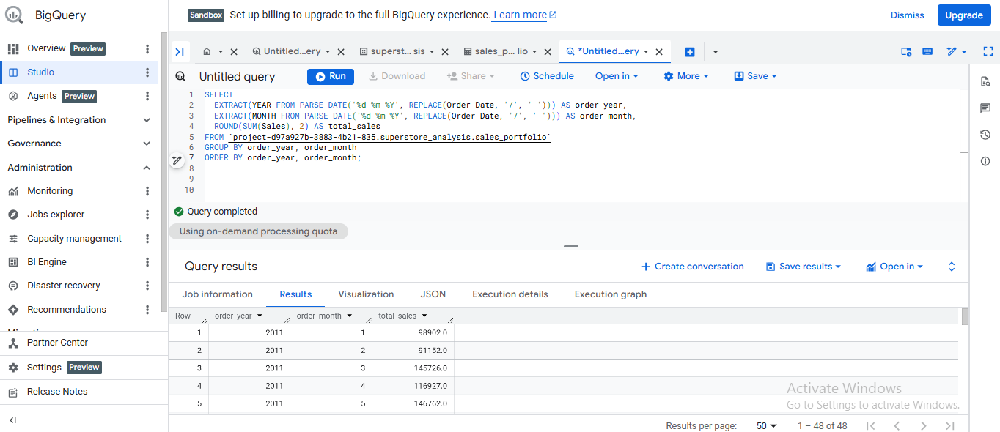 BigQuery
Sandbox Set up billing to upgrade to the full BigQuery experience. Learn more
Dismiss
Upgrade
Overview Preview
Studio
Agents Preview
Pipelines & Integration
Governance
Administration
Monitoring
Jobs explorer
Capacity management
BI Engine
Disaster recovery
Recommendations
Partner Center
Settings Preview
Release Notes
Untitled...ery
superst... sis
sales_p... lio
*Untitled...ery
Untitled query
Run
Download
Share
Schedule
Open in
More
Save
1 SELECT
2 EXTRACT(YEAR FROM PARSE_DATE('%d-%m-%Y', REPLACE(Order_Date, '/', '-'))) AS order_year,
3 EXTRACT(MONTH FROM PARSE_DATE('%d-%m-%Y', REPLACE(Order_Date, '/', '-'))) AS order_month,
4 ROUND(SUM(Sales), 2) AS total_sales
5 FROM `project-d97a927b-3883-4b21-835.superstore_analysis.sales_portfolio`
6 GROUP BY order_year, order_month
7 ORDER BY order_year, order_month;
8
9
10
Query completed
Using on-demand processing quota
Query results
Create conversation
Save results
Open in
Job information
Results
Visualization
JSON
Execution details
Execution graph
Row order_year order_month total_sales
1 2011 1 98902.0
2 2011 2 91152.0
3 2011 3 145726.0
4 2011 4 116927.0
5 2011 5 146762.0
Activate Windows
Go to Settings to activate Windows.
Results per page: 50 1 – 48 of 48